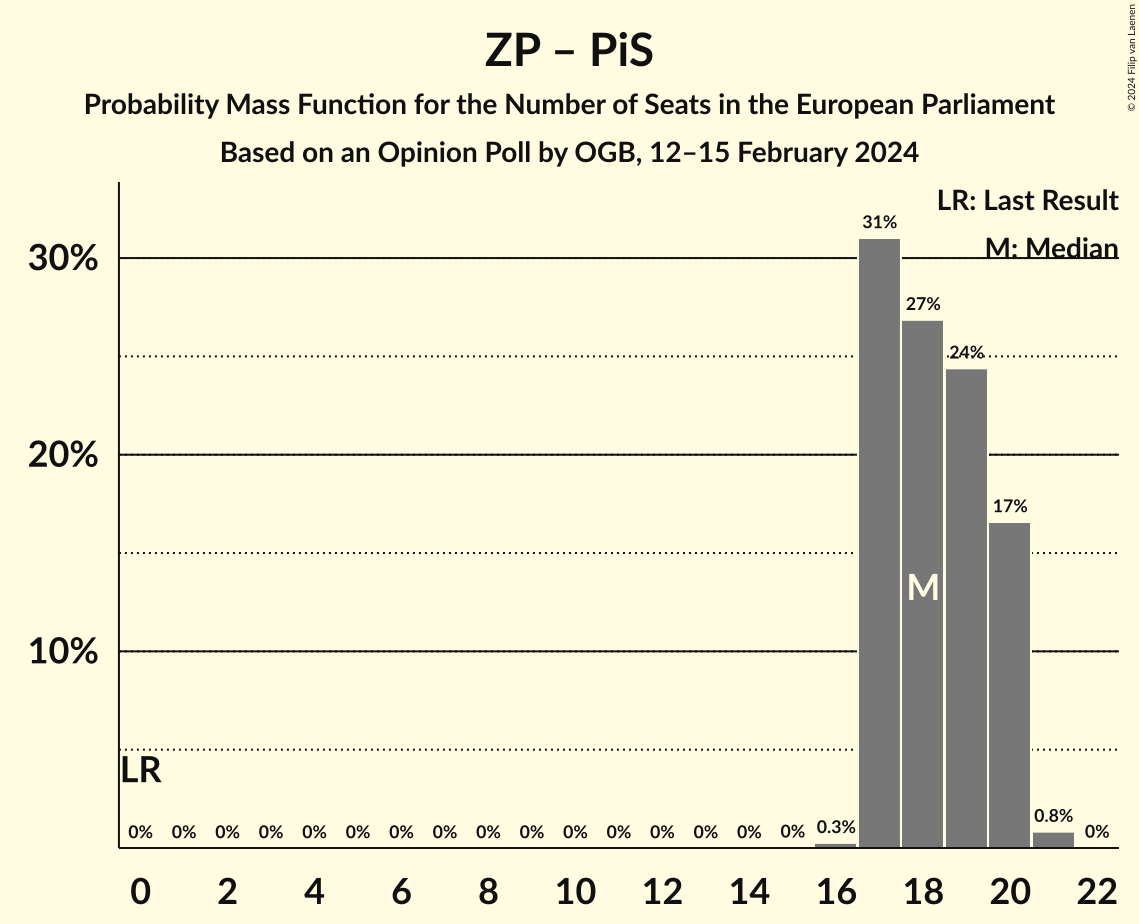 ZP – PiS
Probability Mass Function for the Number of Seats in the European Parliament
Based on an Opinion Poll by OGB, 12–15 February 2024
© 2024 Filip van Laenen
LR: Last Result
M: Median
30%
20%
10%
31%
27%
24%
17%
M
LR
0% 0% 0% 0% 0% 0% 0% 0% 0% 0% 0% 0% 0% 0% 0% 0% 0.3% 0.8% 0%
0 2 4 6 8 10 12 14 16 18 20 22